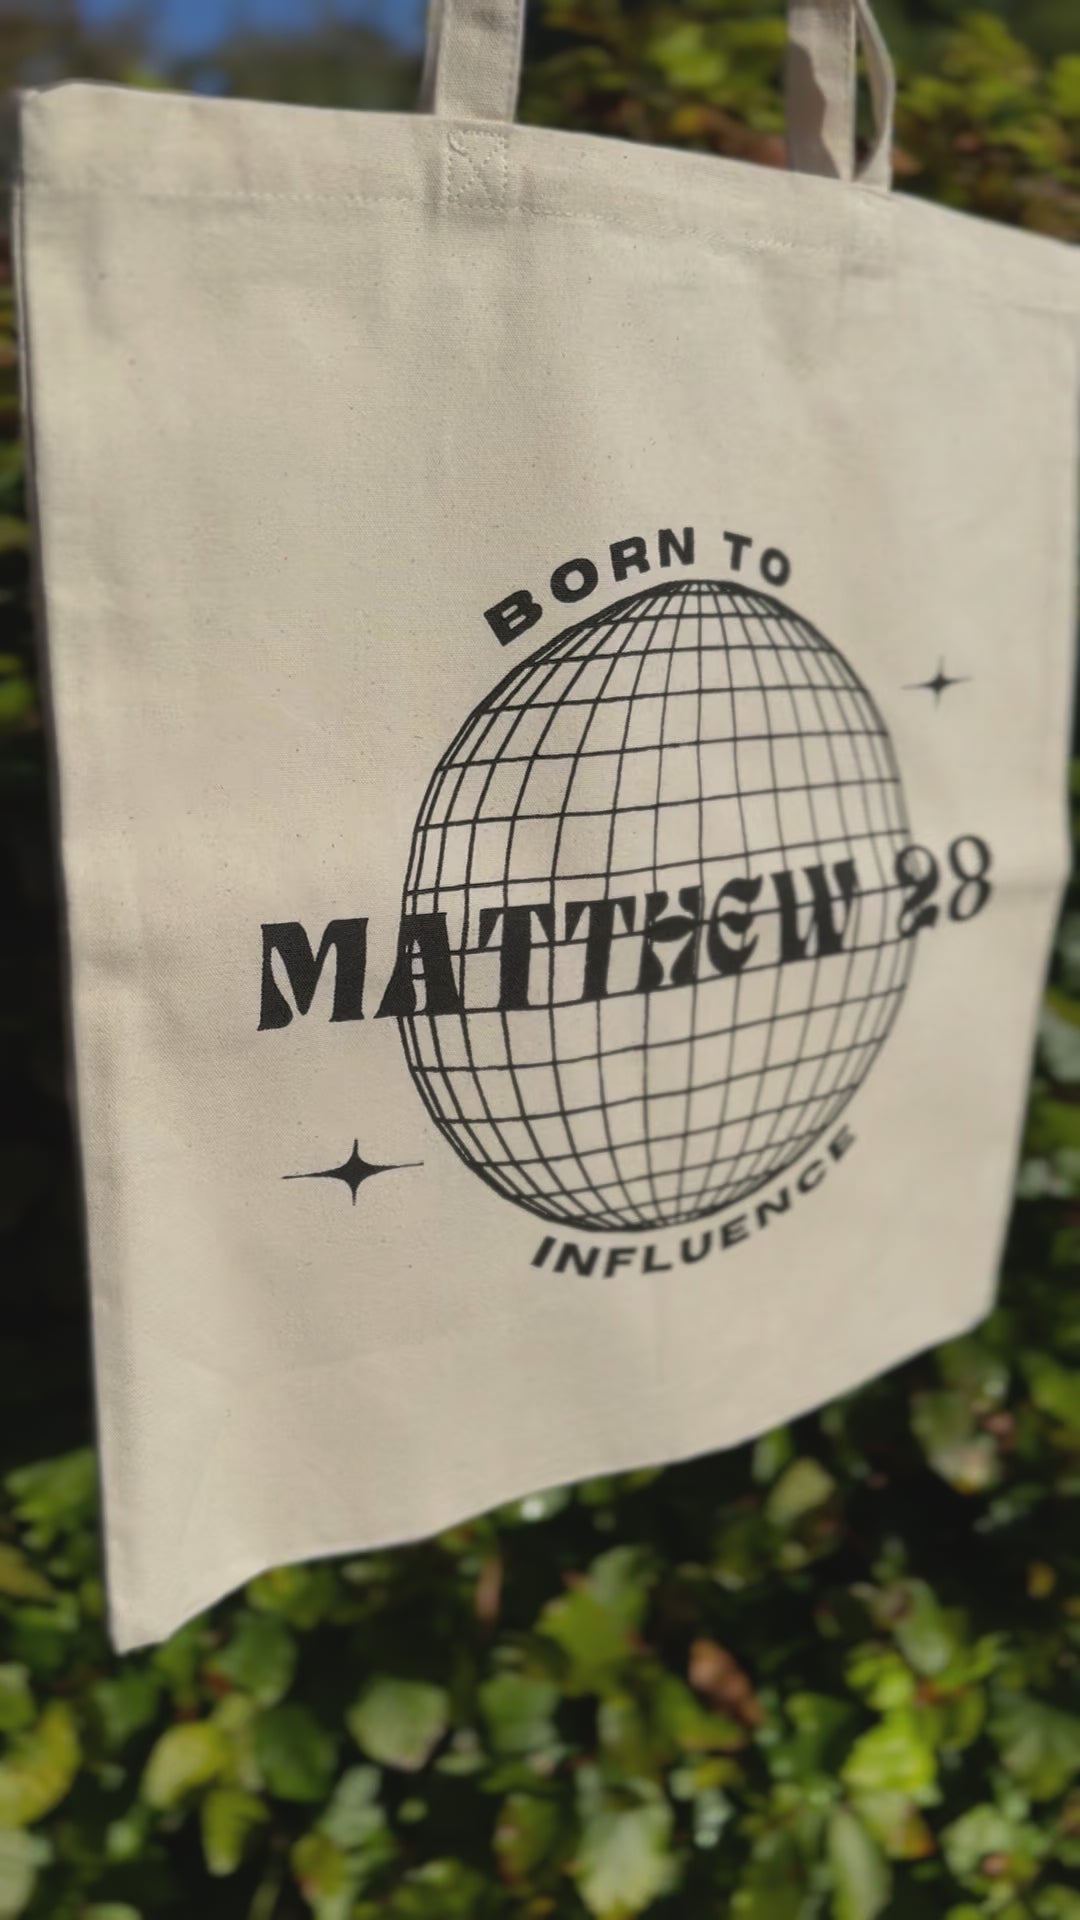 BORN TO
MATTHEW 28
INFLUENCE